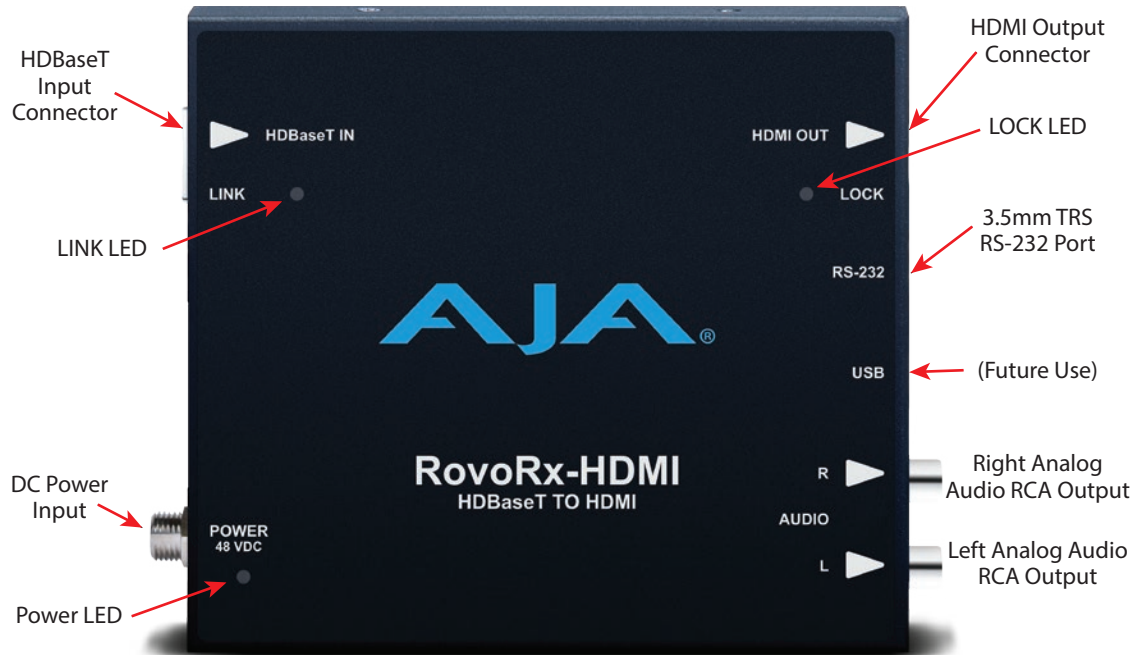 HDBaseT
Input
Connector
HDMI Output
Connector
HDBaseT IN
HDMI OUT
LOCK LED
LINK
LOCK
LINK LED
3.5mm TRS
RS-232 Port
RS-232
AJA®
USB
(Future Use)
RovoRx-HDMI
HDBaseT TO HDMI
R
Right Analog
Audio RCA Output
DC Power
Input
AUDIO
POWER
48 VDC
L
Left Analog Audio
RCA Output
Power LED